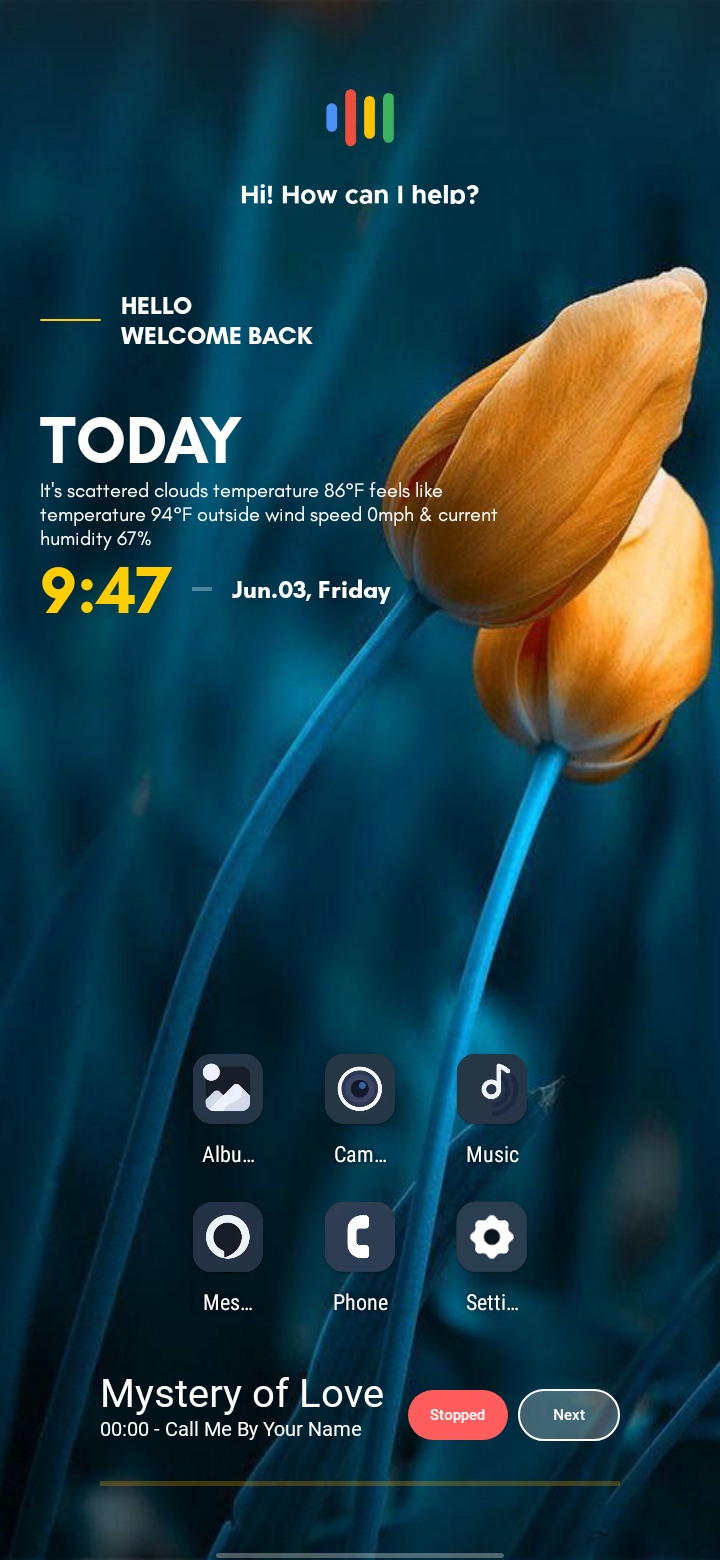 Hi! How can I help?
HELLO
WELCOME BACK
TODAY
It's scattered clouds temperature 86°F feels like
temperature 94°F outside wind speed 0mph & current
humidity 67%
9:47 – Jun.03, Friday
Albu... Cam... Music
Mes... Phone Setti...
Mystery of Love
00:00 - Call Me By Your Name
Stopped Next